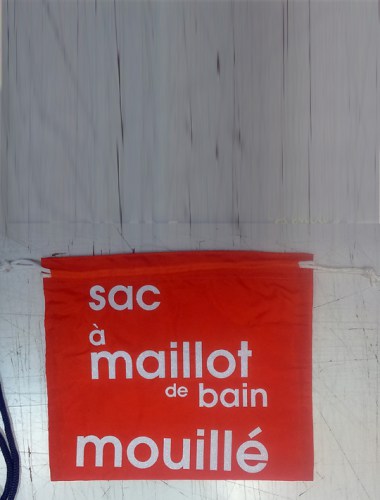 sac
à
maillot
de bain
mouillé